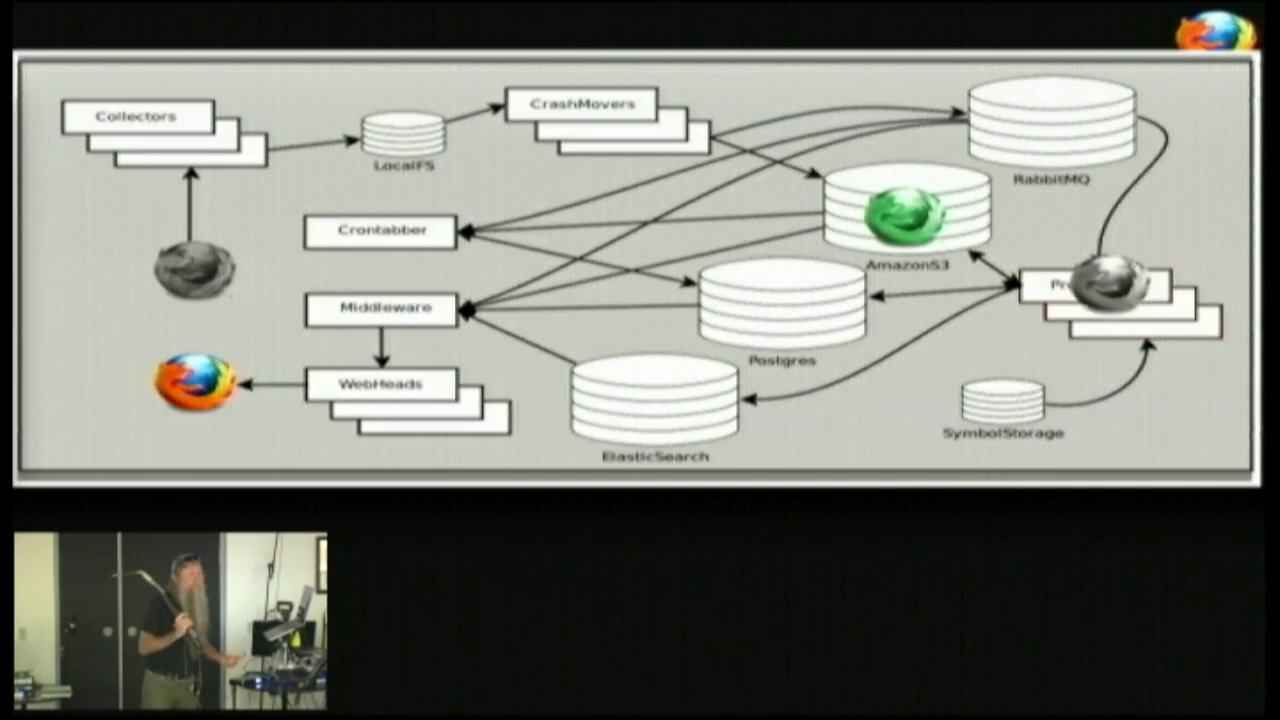 Collectors
LocalFS
CrashMovers
RabbitMQ
Crontabber
AmazonS3
Middleware
Postgres
WebHeads
SymbolStorage
ElasticSearch